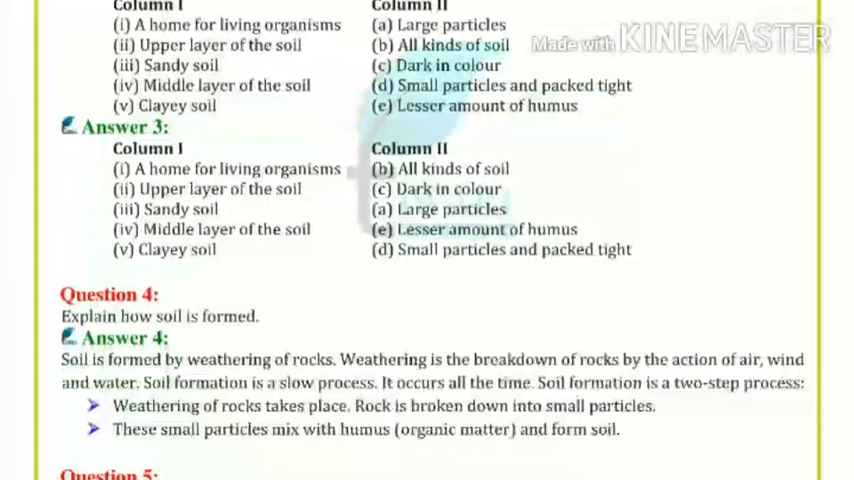 Column I Column II
(i) A home for living organisms (a) Large particles
(ii) Upper layer of the soil (b) All kinds of soil
Made with KINEMASTER
(iii) Sandy soil (c) Dark in colour
(iv) Middle layer of the soil (d) Small particles and packed tight
(v) Clayey soil (e) Lesser amount of humus
Answer 3:
Column I Column II
(i) A home for living organisms (b) All kinds of soil
(ii) Upper layer of the soil (c) Dark in colour
(iii) Sandy soil (a) Large particles
(iv) Middle layer of the soil (e) Lesser amount of humus
(v) Clayey soil (d) Small particles and packed tight
Question 4:
Explain how soil is formed.
Answer 4:
Soil is formed by weathering of rocks. Weathering is the breakdown of rocks by the action of air, wind
and water. Soil formation is a slow process. It occurs all the time. Soil formation is a two-step process:
Weathering of rocks takes place. Rock is broken down into small particles.
These small particles mix with humus (organic matter) and form soil.
Question 5: